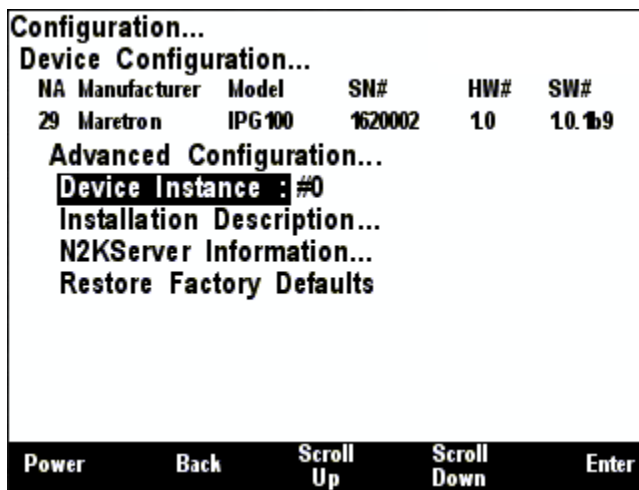 Configuration...
Device Configuration...
NA Manufacturer Model SN# HW# SW#
29 Maretron IPG100 1620002 1.0 1.0.1b9
Advanced Configuration...
Device Instance : #0
Installation Description...
N2KServer Information...
Restore Factory Defaults
Power Back Scroll Up Scroll Down Enter